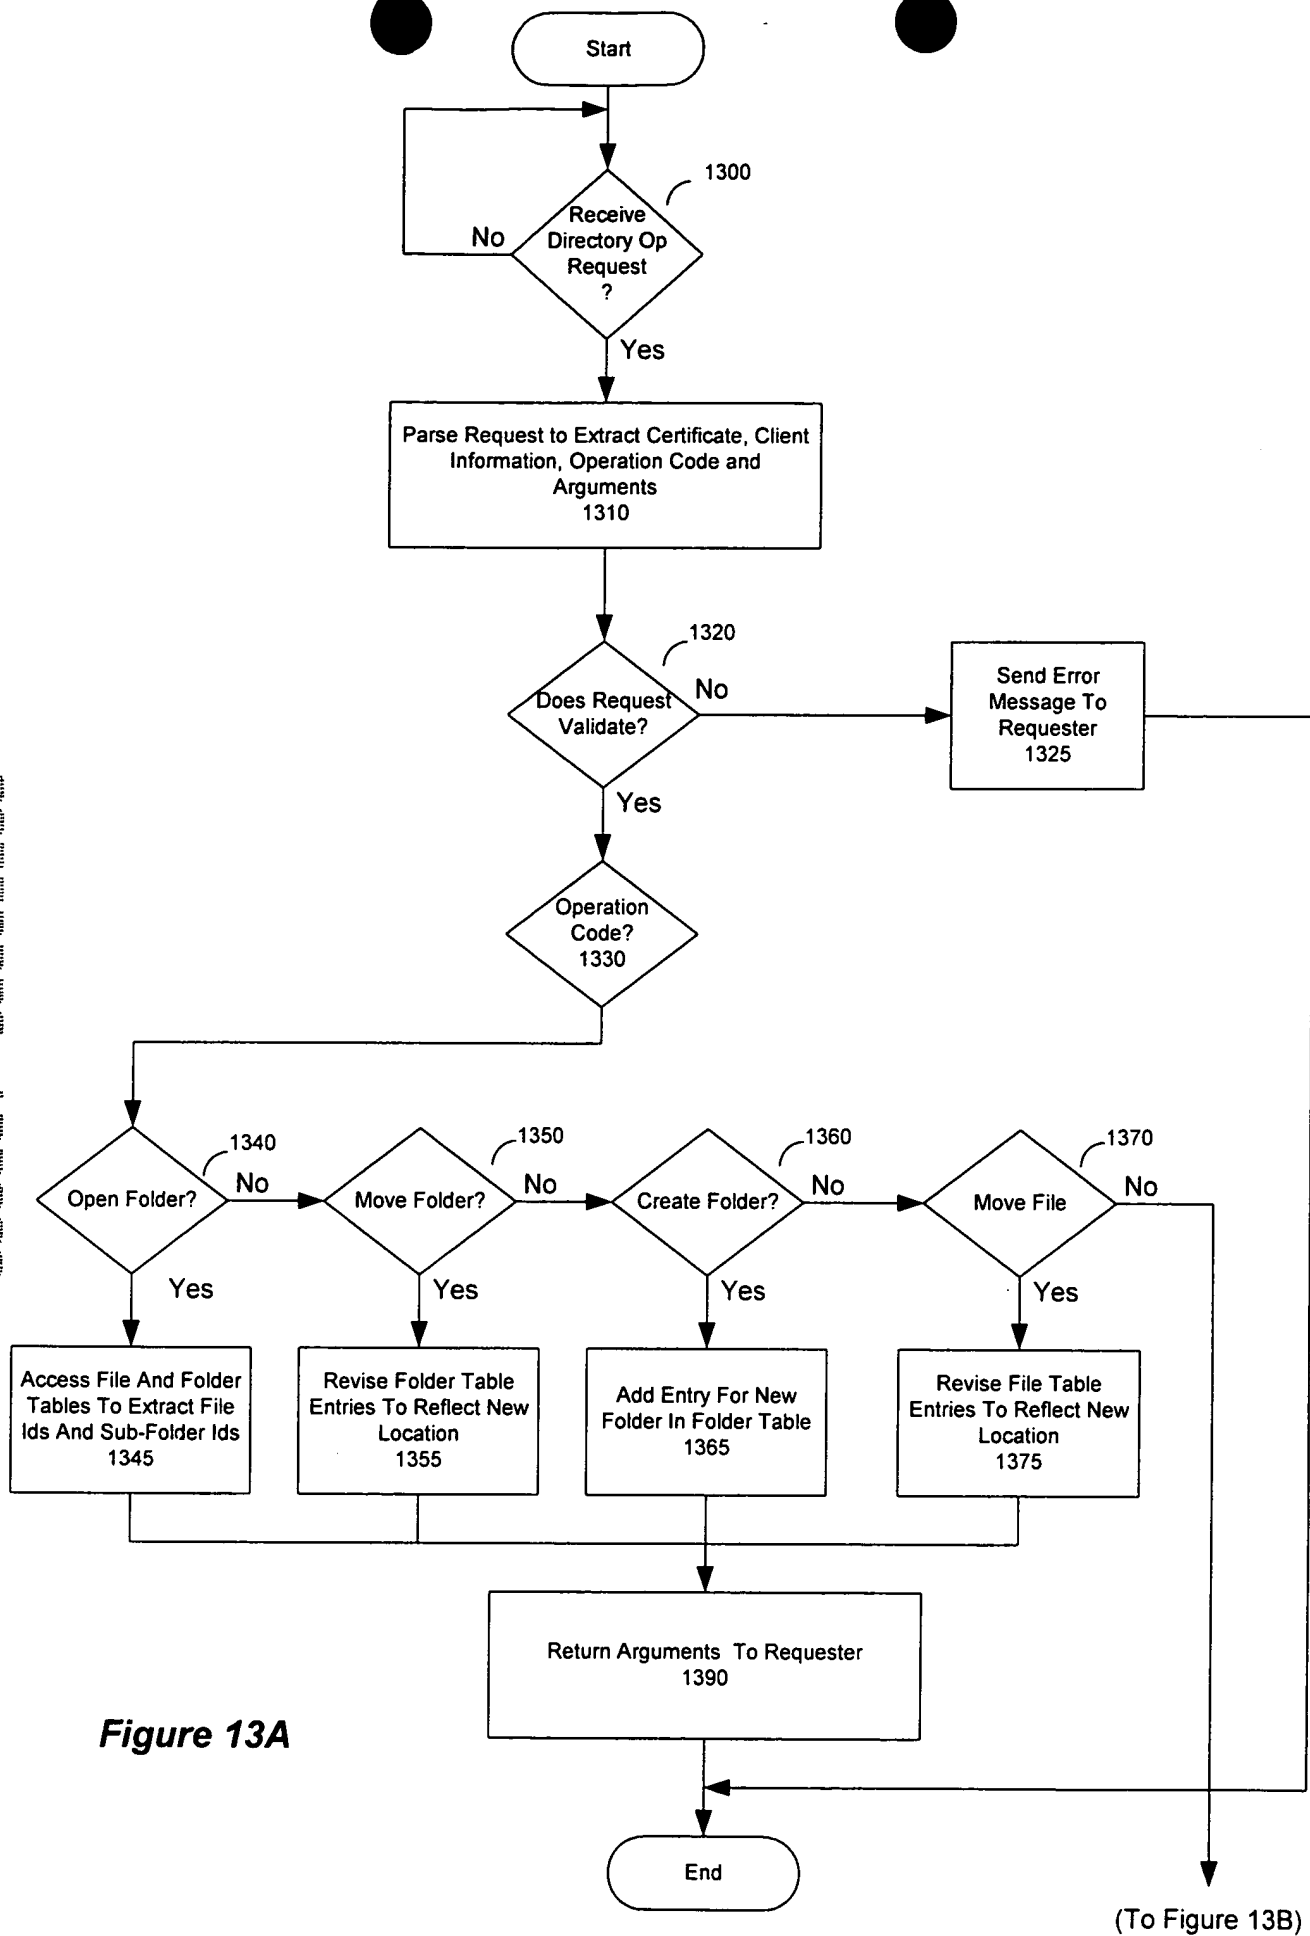 Start
1300
Receive
Directory Op
Request
?
No
Yes
Parse Request to Extract Certificate, Client
Information, Operation Code and
Arguments
1310
1320
Does Request
Validate?
No
Send Error
Message To
Requester
1325
Yes
Operation
Code?
1330
1340
Open Folder?
No
1350
Move Folder?
No
1360
Create Folder?
No
1370
Move File
No
Yes
Yes
Yes
Yes
Access File And Folder
Tables To Extract File
Ids And Sub-Folder Ids
1345
Revise Folder Table
Entries To Reflect New
Location
1355
Add Entry For New
Folder In Folder Table
1365
Revise File Table
Entries To Reflect New
Location
1375
Return Arguments To Requester
1390
Figure 13A
End
(To Figure 13B)